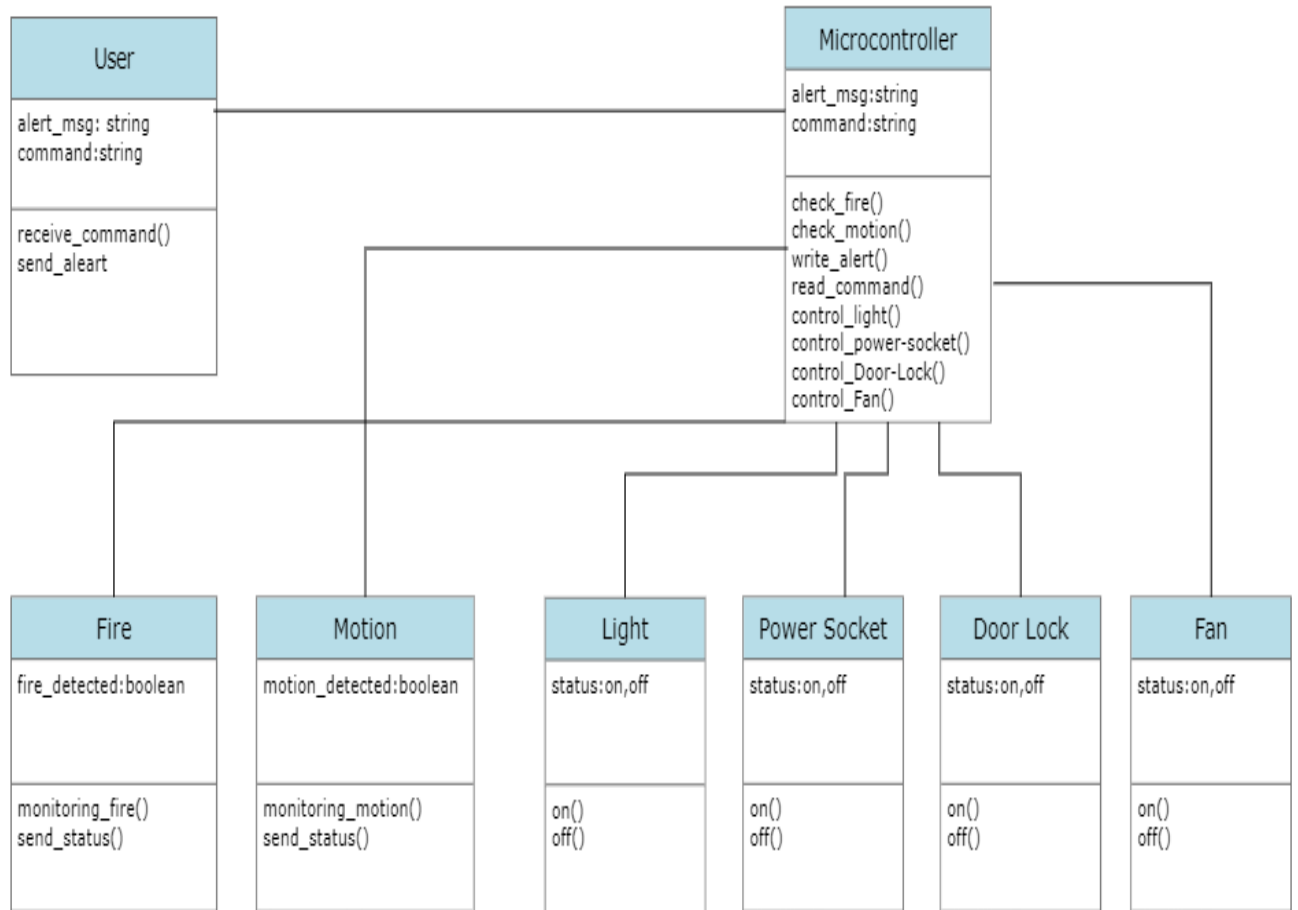 User
alert_msg: string
command:string
receive_command()
send_aleart
Microcontroller
alert_msg:string
command:string
check_fire()
check_motion()
write_alert()
read_command()
control_light()
control_power-socket()
control_Door-Lock()
control_Fan()
Fire
fire_detected:boolean
monitoring_fire()
send_status()
Motion
motion_detected:boolean
monitoring_motion()
send_status()
Light
status:on,off
on()
off()
Power Socket
status:on,off
on()
off()
Door Lock
status:on,off
on()
off()
Fan
status:on,off
on()
off()